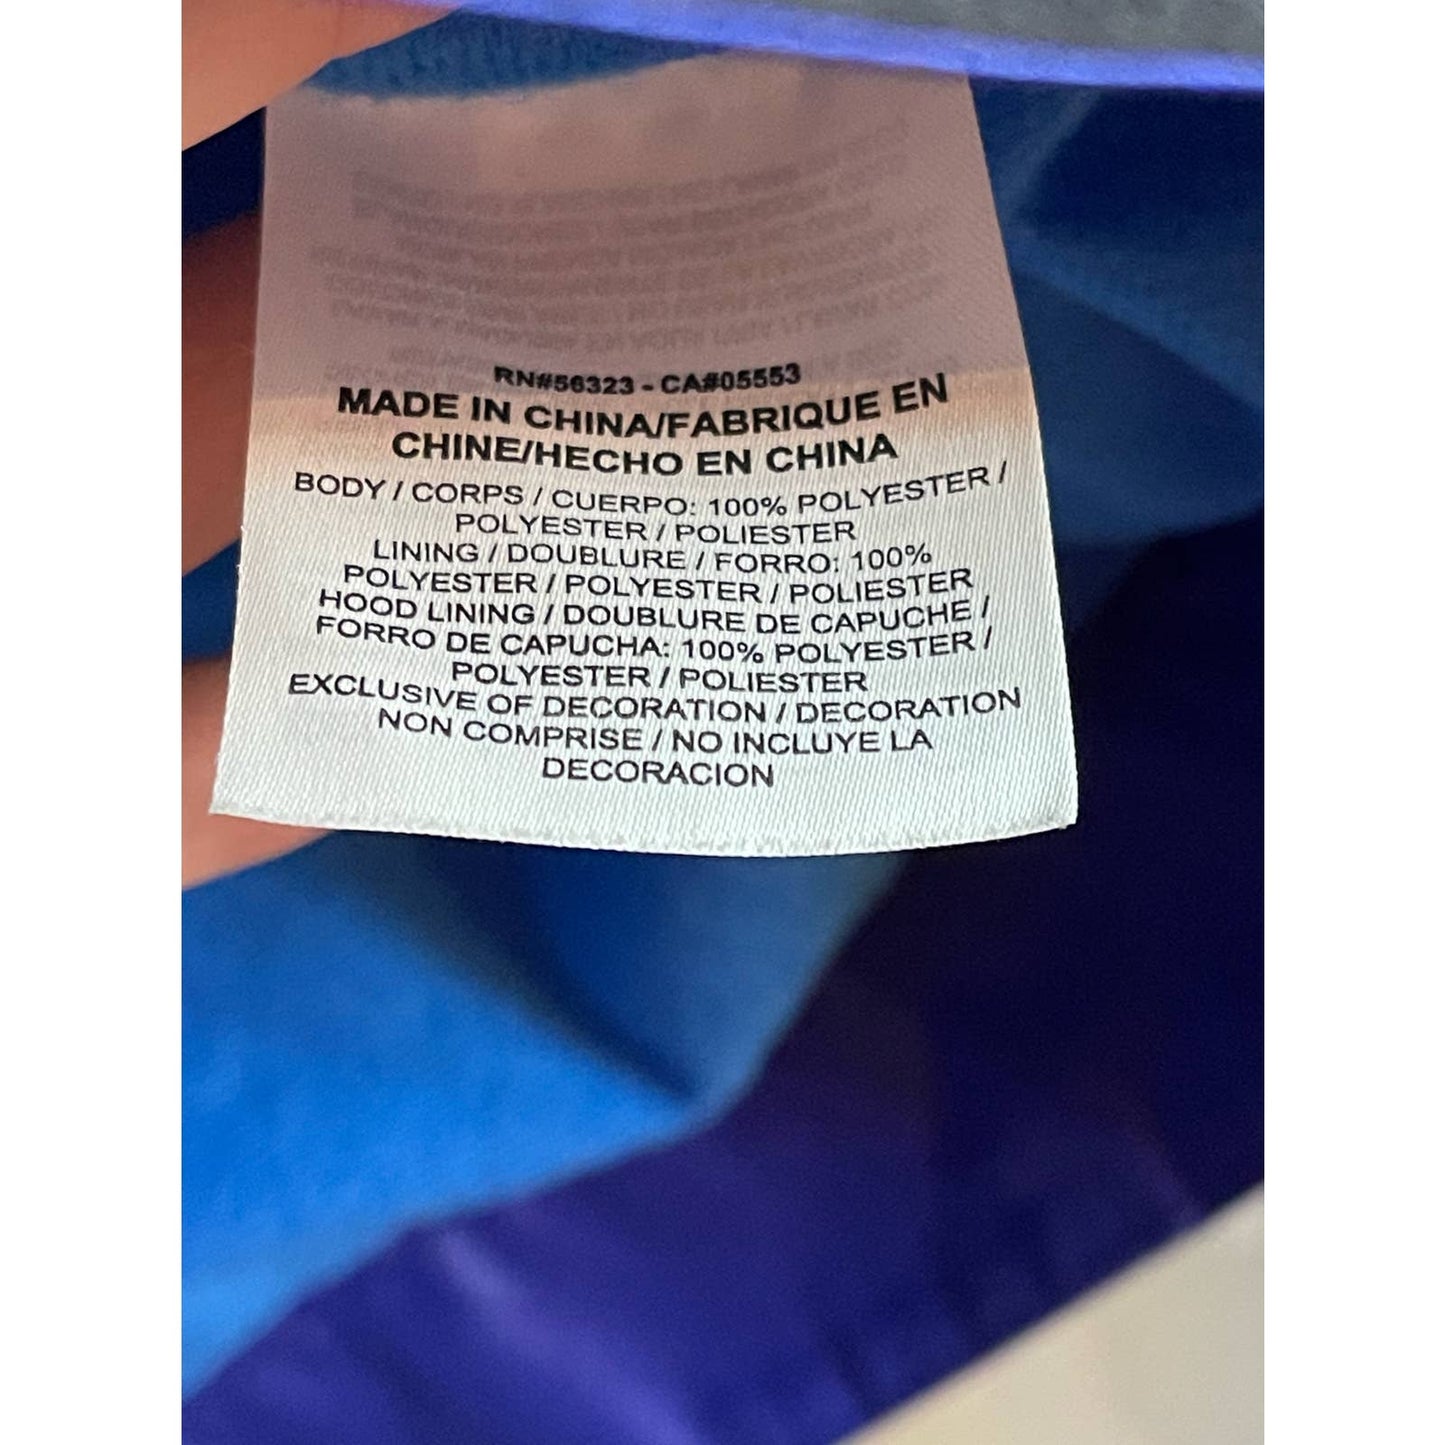 RN#56323 - CA#05553
MADE IN CHINA/FABRIQUE EN
CHINE/HECHO EN CHINA
BODY / CORPS / CUERPO: 100% POLYESTER /
POLYESTER / POLIESTER
LINING / DOUBLURE / FORRO: 100%
POLYESTER / POLYESTER / POLIESTER
HOOD LINING / DOUBLURE DE CAPUCHE /
FORRO DE CAPUCHA: 100% POLYESTER /
POLYESTER / POLIESTER
EXCLUSIVE OF DECORATION / DECORATION
NON COMPRISE / NO INCLUYE LA
DECORACION